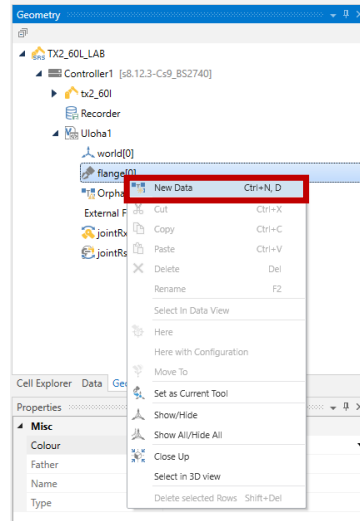 Geometry
TX2_60L_LAB
Controller1 [s8.12.3-Cs9_BS2740]
tx2_60l
Recorder
Uloha1
world[0]
flange[0]
New Data Ctrl+N, D
Orpha
Cut Ctrl+X
External F
Copy Ctrl+C
jointRx
Paste Ctrl+V
jointRs
Delete Del
Rename F2
Select In Data View
Here
Here with Configuration
Move To
Cell Explorer Data Geo
Set as Current Tool
Properties
Show/Hide
Misc
Show All/Hide All
Colour
Close Up
Father
Select in 3D view
Name
Delete selected Rows Shift+Del
Type